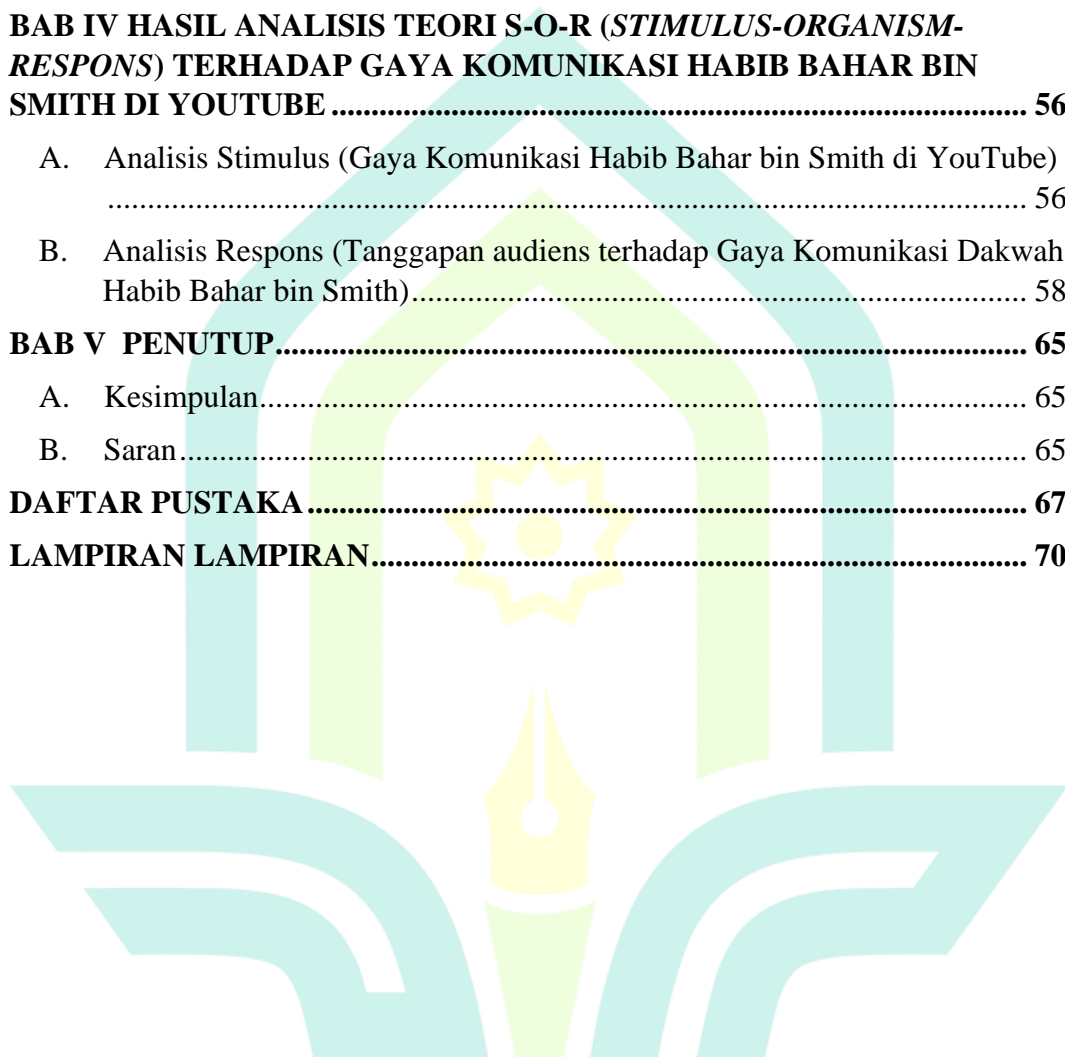 BAB IV HASIL ANALISIS TEORI S-O-R (STIMULUS-ORGANISM-
RESPONS) TERHADAP GAYA KOMUNIKASI HABIB BAHAR BIN
SMITH DI YOUTUBE ........................................................................................ 56
A. Analisis Stimulus (Gaya Komunikasi Habib Bahar bin Smith di YouTube)
.................................................................................................................... 56
B. Analisis Respons (Tanggapan audiens terhadap Gaya Komunikasi Dakwah
Habib Bahar bin Smith).............................................................................. 58
BAB V PENUTUP............................................................................................... 65
A. Kesimpulan................................................................................................. 65
B. Saran........................................................................................................... 65
DAFTAR PUSTAKA ........................................................................................... 67
LAMPIRAN LAMPIRAN................................................................................... 70